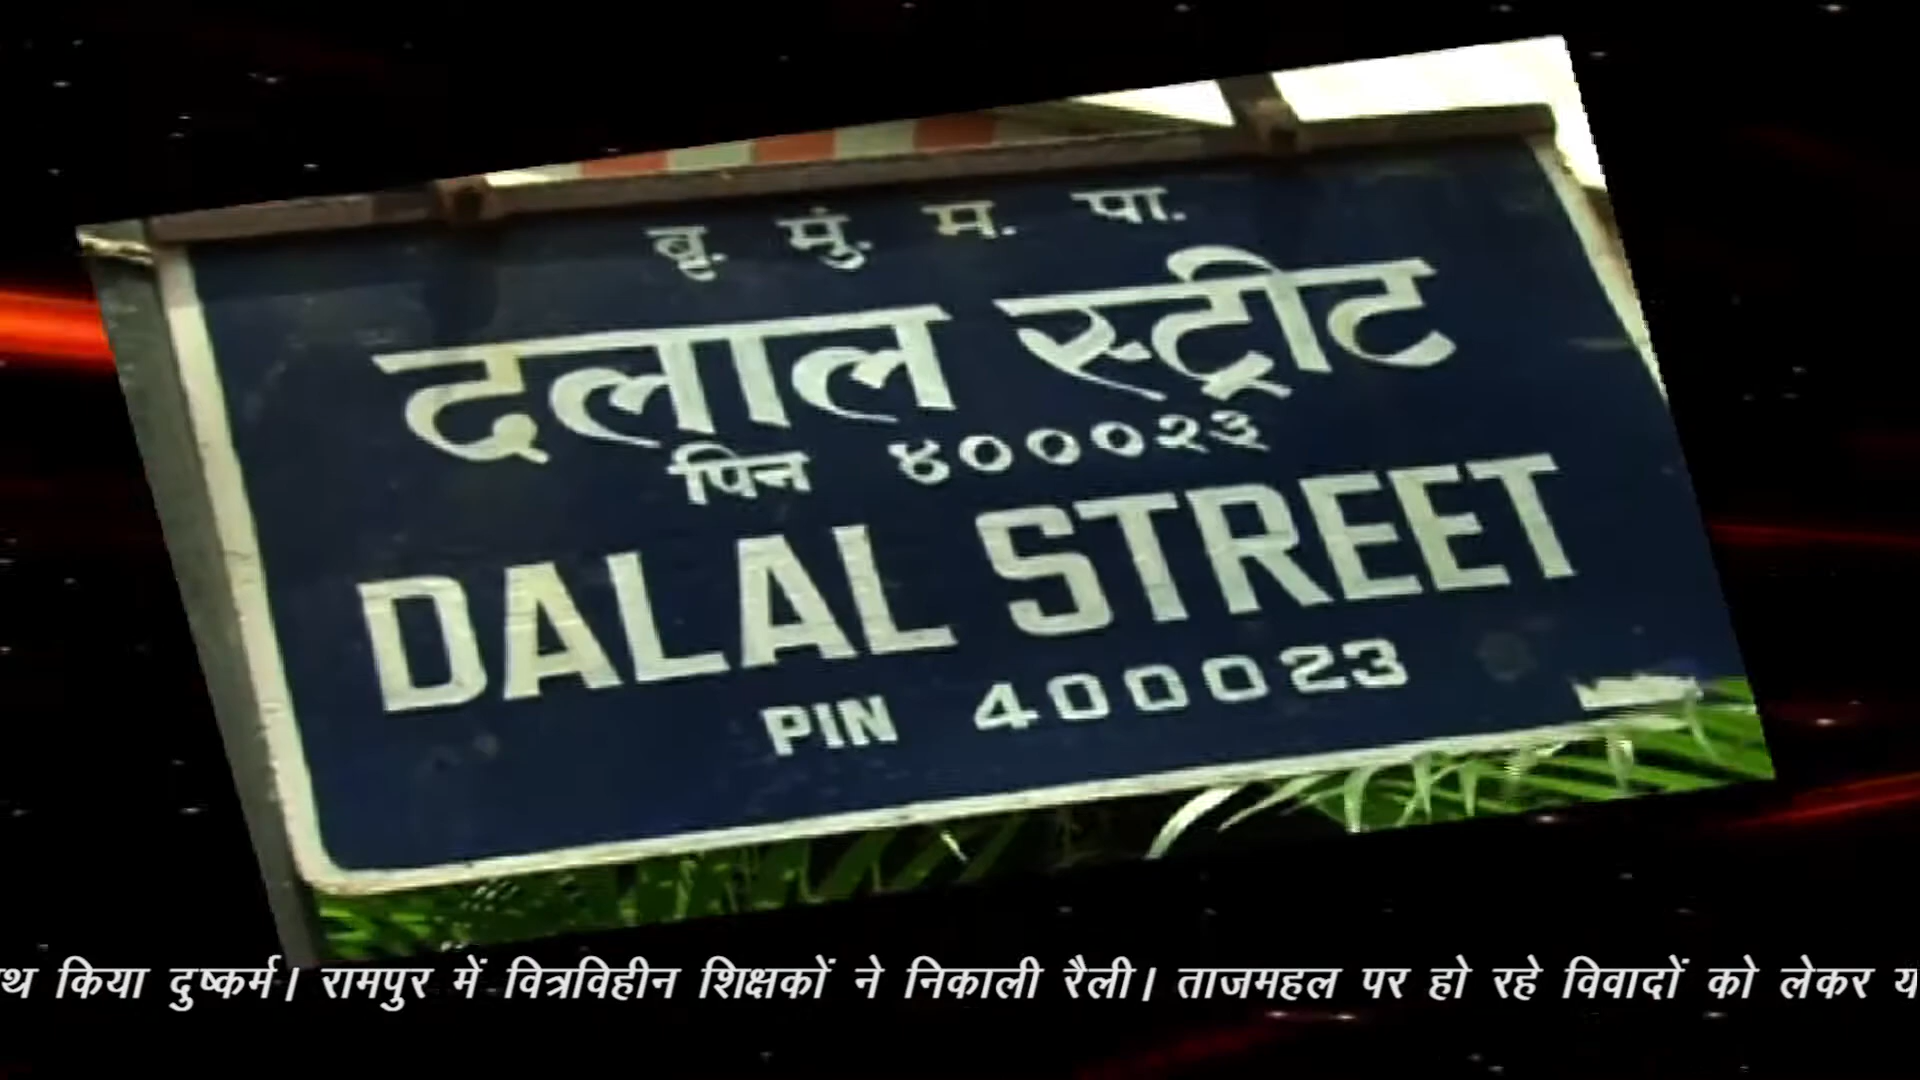 बृ. मुं. म. पा.
दलाल स्ट्रीट
पिन ४०००२३
DALAL STREET
PIN 400023
थ किया दुष्कर्म। रामपुर में वित्रविहीन शिक्षकों ने निकाली रैली। ताजमहल पर हो रहे विवादों को लेकर य